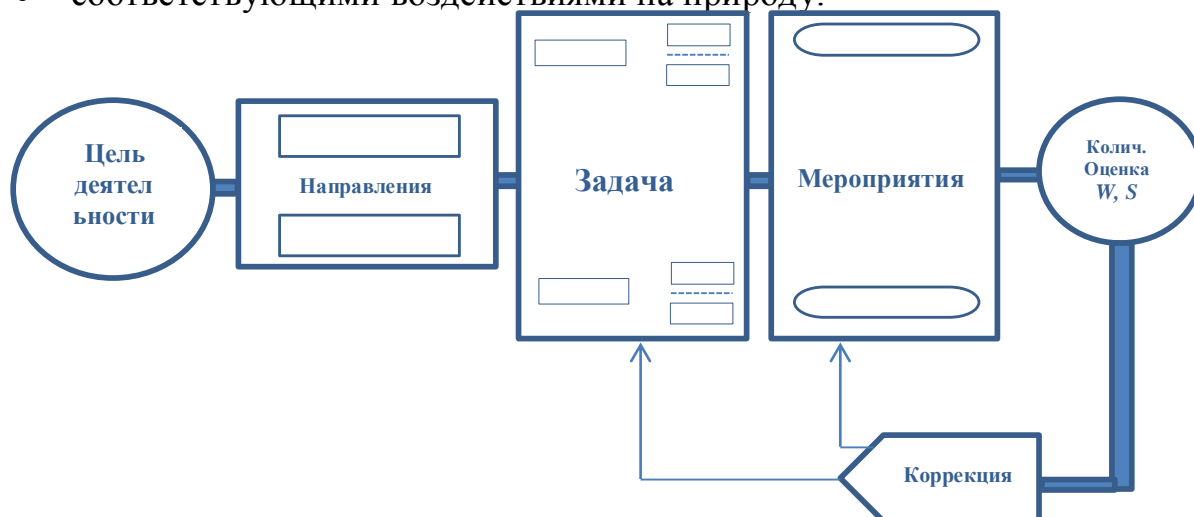 • соответствующими воздействиями на природу.
Цель
деятел
ьности
Направления
Задача
Мероприятия
Колич.
Оценка
W, S
Коррекция